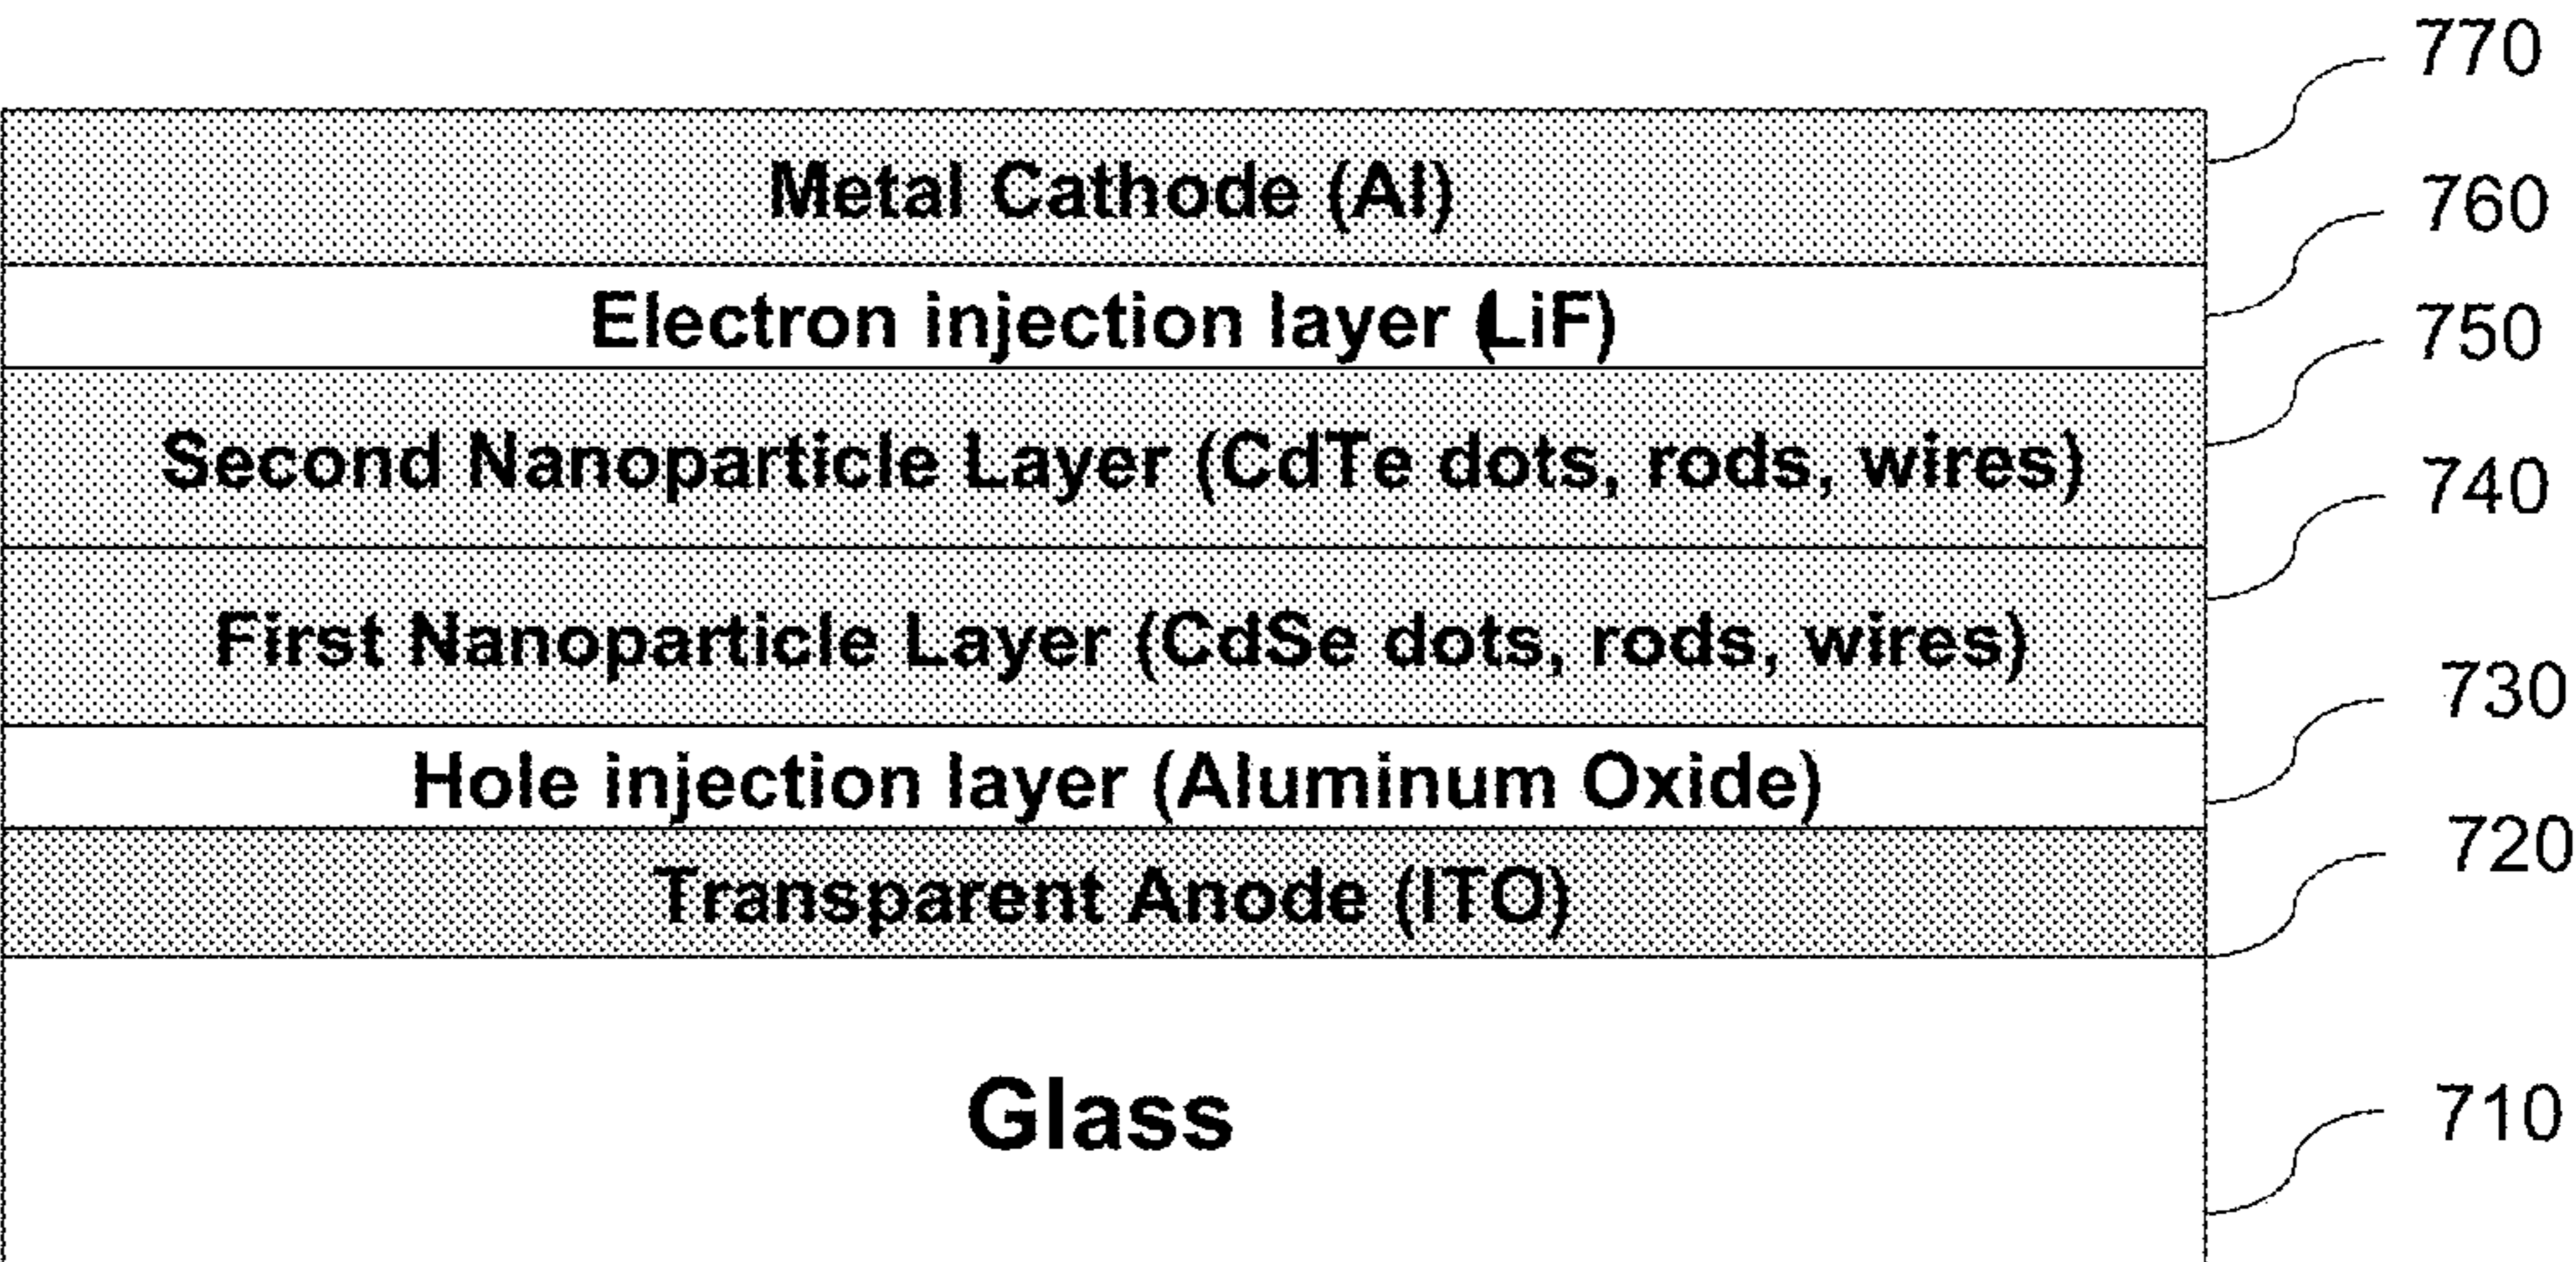 770
Metal Cathode (Al)
760
Electron injection layer (LiF)
750
Second Nanoparticle Layer (CdTe dots, rods, wires)
740
First Nanoparticle Layer (CdSe dots, rods, wires)
730
Hole injection layer (Aluminum Oxide)
720
Transparent Anode (ITO)
710
Glass